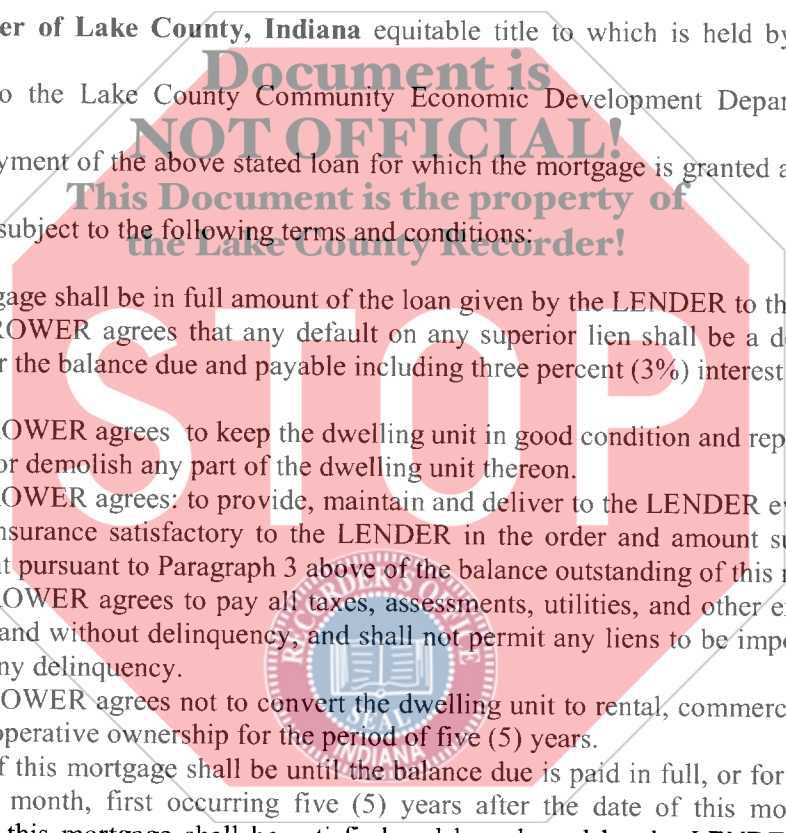 er of Lake County, Indiana equitable title to which is held by
Document is
o the Lake County Community Economic Development Depar
NOT OFFICIAL!
yment of the above stated loan for which the mortgage is granted a
This Document is the property of
subject to the following terms and conditions:
the Lake County Recorder!
gage shall be in full amount of the loan given by the LENDER to th
ROWER agrees that any default on any superior lien shall be a d
r the balance due and payable including three percent (3%) interest
STOP
OWER agrees to keep the dwelling unit in good condition and rep
or demolish any part of the dwelling unit thereon.
OWER agrees: to provide, maintain and deliver to the LENDER e
nsurance satisfactory to the LENDER in the order and amount su
t pursuant to Paragraph 3 above of the balance outstanding of this
OWER agrees to pay all taxes, assessments, utilities, and other e
and without delinquency, and shall not permit any liens to be impo
ny delinquency.
RECORDER'S OFFICE
SEAL
INDIANA
OWER agrees not to convert the dwelling unit to rental, commerc
operative ownership for the period of five (5) years.
f this mortgage shall be until the balance due is paid in full, or for
month, first occurring five (5) years after the date of this mo